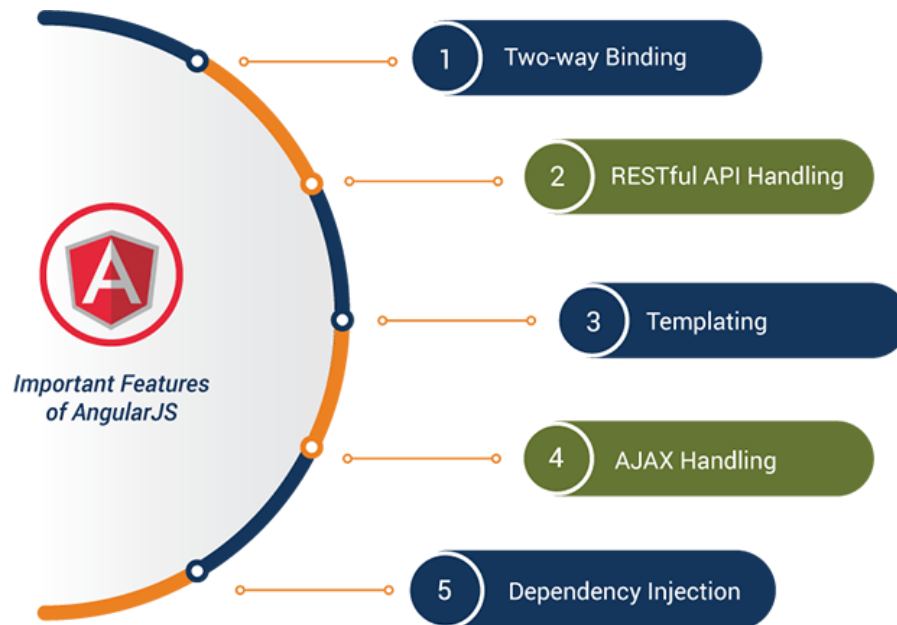 1 Two-way Binding
2 RESTful API Handling
A
3 Templating
Important Features
of AngularJS
4 AJAX Handling
5 Dependency Injection